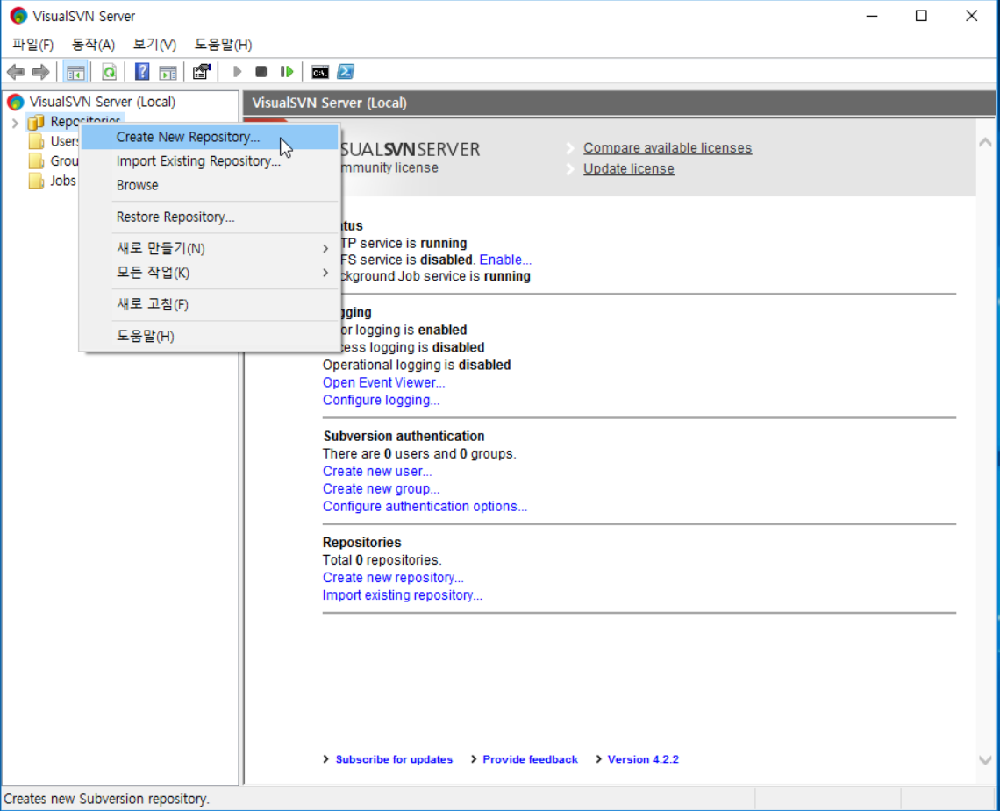 VisualSVN Server
파일(F) 동작(A) 보기(V) 도움말(H)
VisualSVN Server (Local)
Repositories
Users
Jobs
Create New Repository...
Import Existing Repository...
Browse
Restore Repository...
새로 만들기(N)
모든 작업(K)
새로 고침(F)
도움말(H)
VisualSVN Server (Local)
SUALSVNSERVER
mmunity license
Compare available licenses
Update license
atus
TP service is running
FS service is disabled. Enable...
ckground Job service is running
gging
or logging is enabled
cess logging is disabled
Operational logging is disabled
Open Event Viewer...
Configure logging...
Subversion authentication
There are 0 users and 0 groups.
Create new user...
Create new group...
Configure authentication options...
Repositories
Total 0 repositories.
Create new repository...
Import existing repository...
Subscribe for updates Provide feedback Version 4.2.2
Creates new Subversion repository.